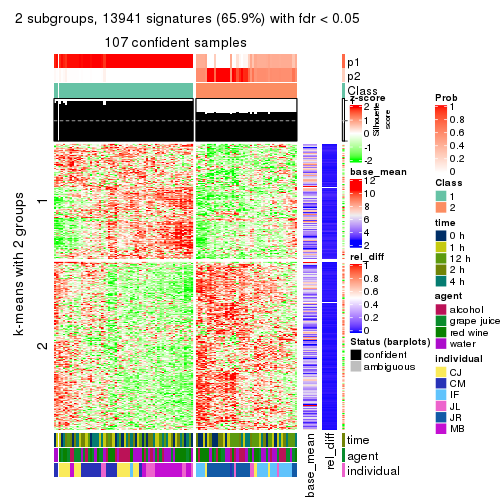 2 subgroups, 13941 signatures (65.9%) with fdr < 0.05
107 confident samples
p1
p2
Class
Silhouette
score
k-means with 2 groups
1
2
time
agent
individual
base_mean
rel_diff
z-score
2
1
0
-1
-2
base_mean
12
10
8
6
4
2
rel_diff
1
0.8
0.6
0.4
0.2
0
Status (barplots)
confident
ambiguous
Prob
1
0.8
0.6
0.4
0.2
0
Class
1
2
time
0 h
1 h
12 h
2 h
4 h
agent
alcohol
grape juice
red wine
water
individual
CJ
CM
IF
JL
JR
MB